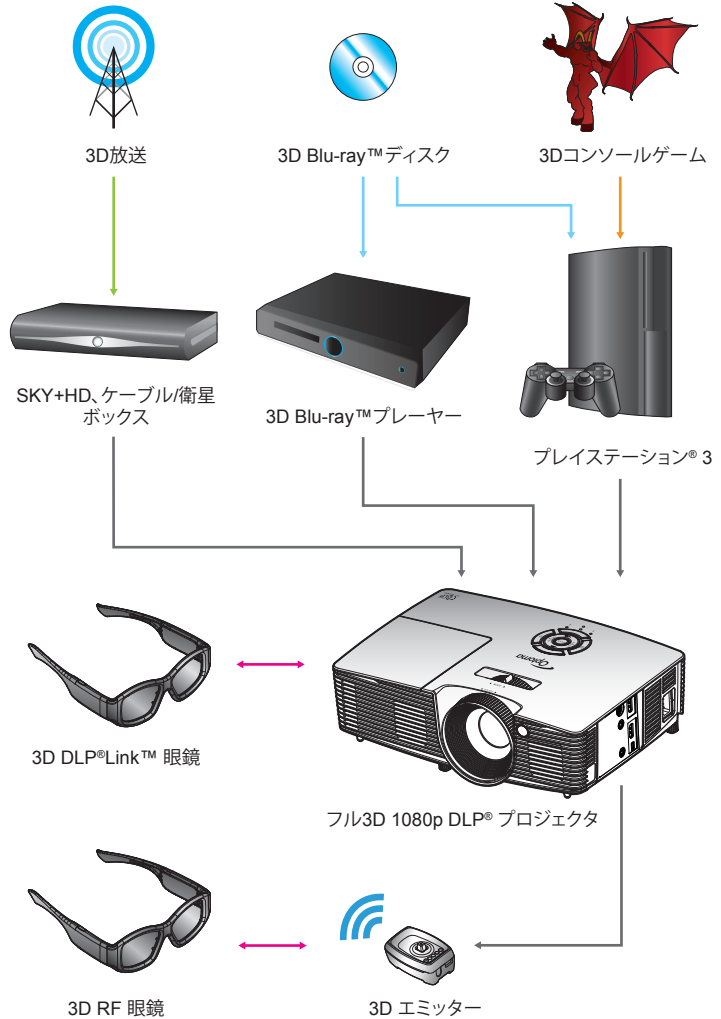 3D放送
3D Blu-ray™ディスク
3Dコンソールゲーム
SKY+HD、ケーブル/衛星
ボックス
3D Blu-ray™プレーヤー
プレイステーション® 3
Optoma
3D DLP®Link™ 眼鏡
フル3D 1080p DLP® プロジェクタ
3D RF 眼鏡
3D エミッター